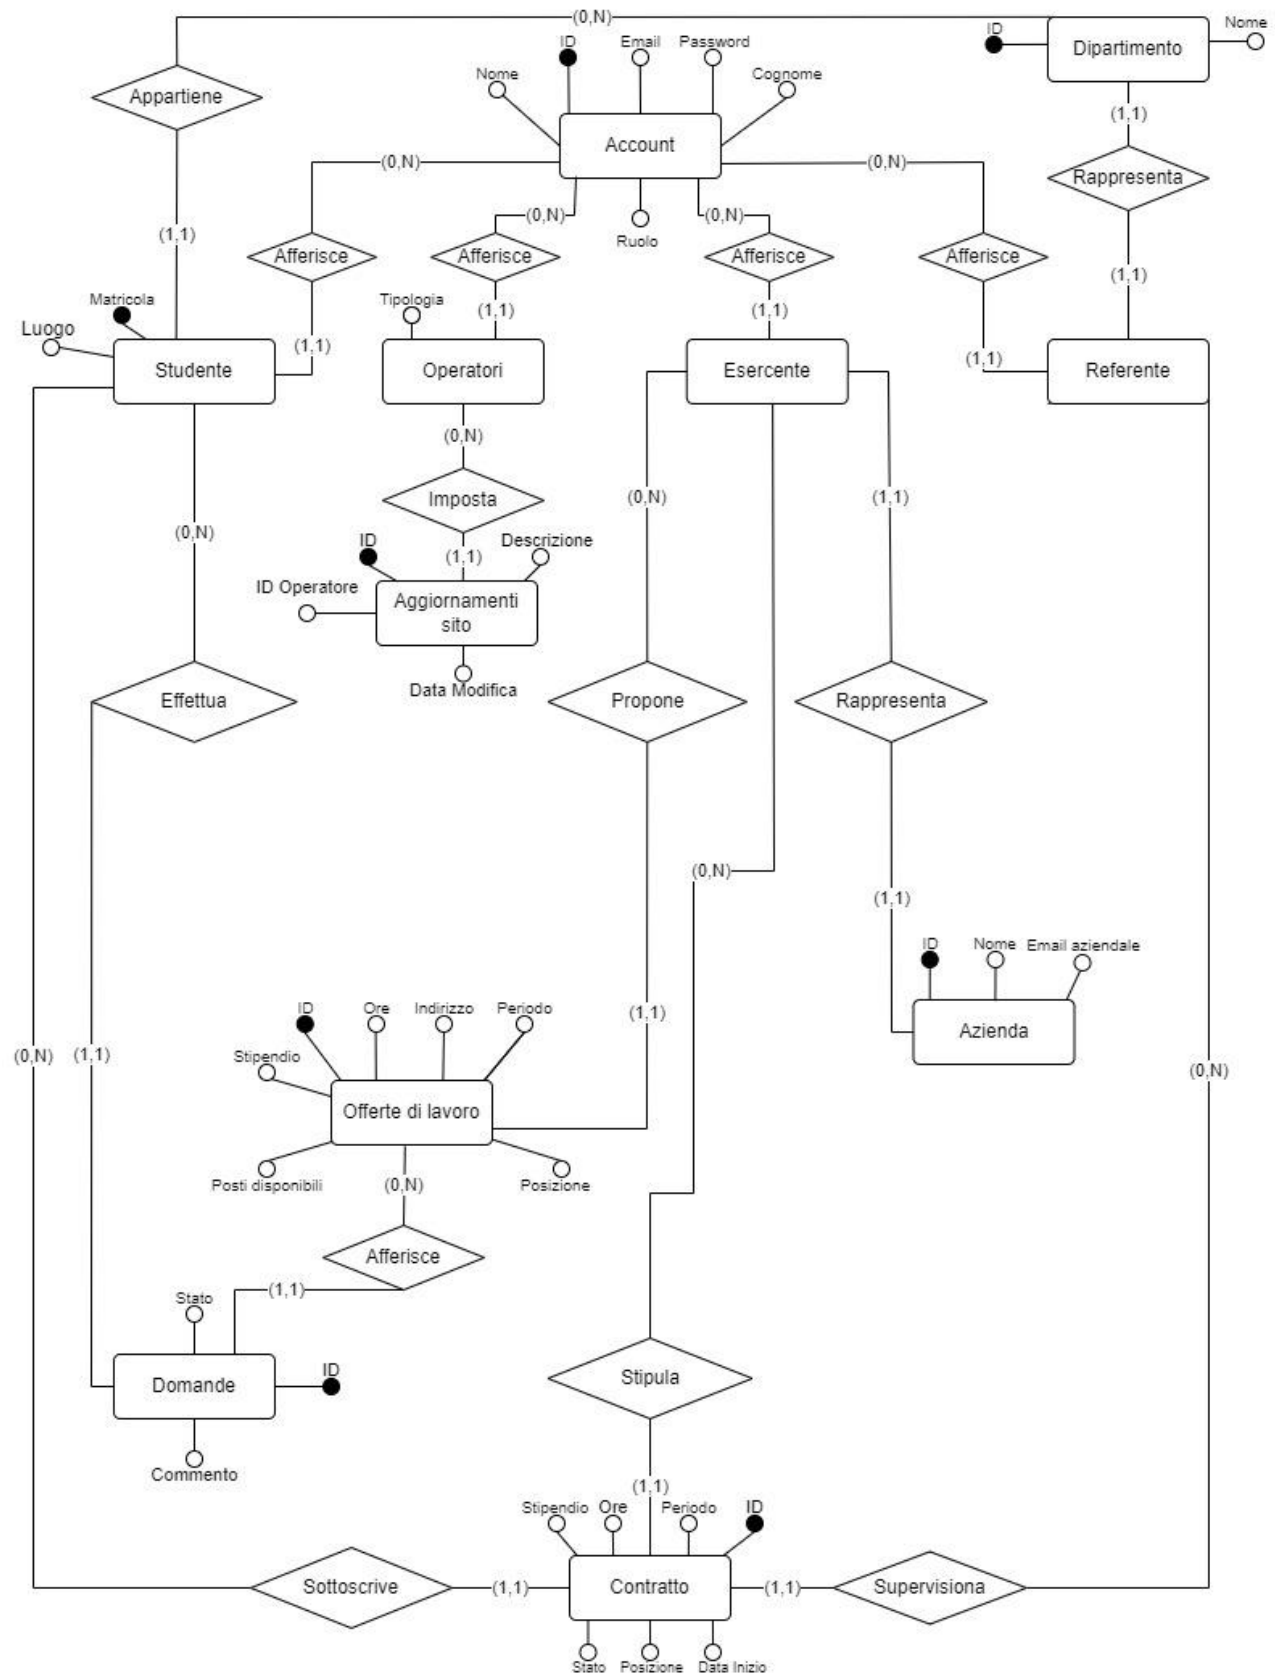 (0,N)
Nome
ID
Dipartimento
ID
Email
Password
Nome
Cognome
Appartiene
Account
(1,1)
(0,N)
(0,N)
Rappresenta
(0,N)
(0,N)
(1,1)
Ruolo
Afferisce
Afferisce
Afferisce
Afferisce
(1,1)
Matricola
Tipologia
(1,1)
(1,1)
Luogo
(1,1)
(1,1)
Studente
Operatori
Esercente
Referente
(0,N)
(0,N)
(1,1)
Imposta
(0,N)
ID
Descrizione
(1,1)
ID Operatore
Aggiornamenti
sito
Data Modifica
Effettua
Propone
Rappresenta
(0,N)
(1,1)
ID
Nome
Email aziendale
ID
Ore
Indirizzo
Periodo
(1,1)
Azienda
(0,N)
(1,1)
Stipendio
(0,N)
Offerte di lavoro
Posti disponibili
(0,N)
Posizione
Afferisce
(1,1)
Stato
ID
Domande
Stipula
Commento
(1,1)
Stipendio
Ore
Periodo
ID
Sottoscrive
(1,1)
Contratto
(1,1)
Supervisiona
Stato
Posizione
Data Inizio